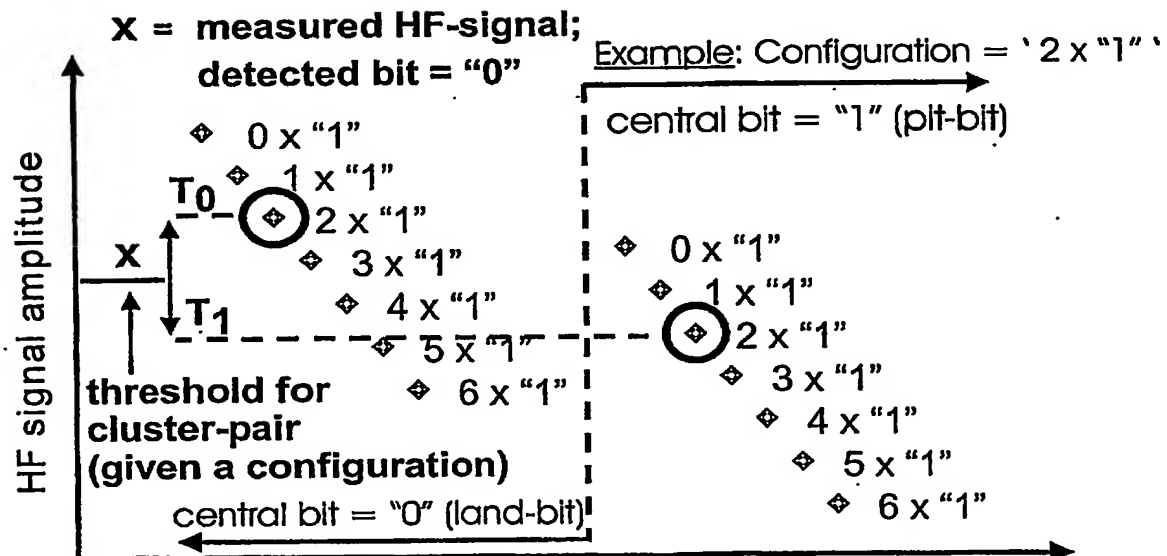 x = measured HF-signal;
detected bit = “0”
Example: Configuration = ‘ 2 x “1” ‘
central bit = “1” (pit-bit)
HF signal amplitude
0 x “1”
1 x “1”
T0
2 x “1”
3 x “1”
x
4 x “1”
T1
5 x “1”
6 x “1”
0 x “1”
1 x “1”
2 x “1”
3 x “1”
4 x “1”
5 x “1”
6 x “1”
threshold for
cluster-pair
(given a configuration)
central bit = “0” (land-bit)